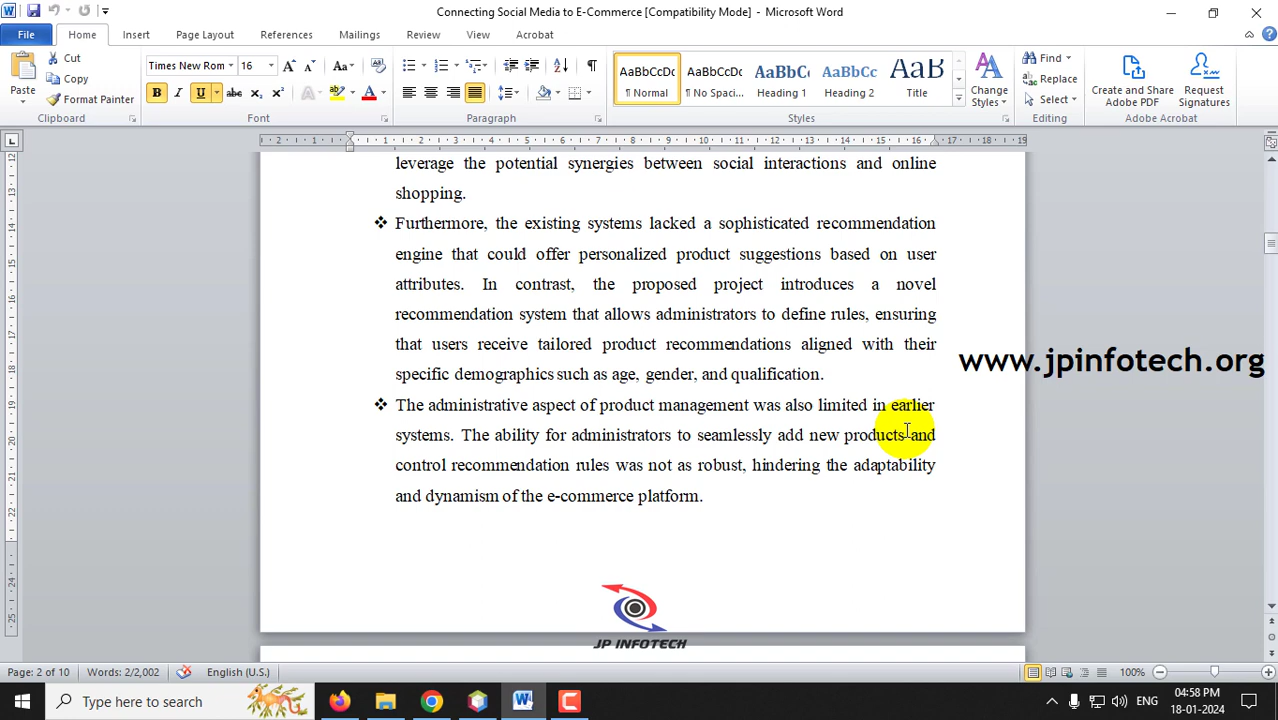 Connecting Social Media to E-Commerce [Compatibility Mode] - Microsoft Word
File Home Insert Page Layout References Mailings Review View Acrobat
Paste
Cut
Copy
Format Painter
Clipboard
Times New Rom 16
Font
Paragraph
AaBbCcDc AaBbCcDc AaBbC AaBbCc AaB
¶ Normal ¶ No Spaci... Heading 1 Heading 2 Title
Change Styles
Styles
Find
Replace
Select
Editing
Create and Share Adobe PDF
Request Signatures
Adobe Acrobat
leverage the potential synergies between social interactions and online
shopping.
❖ Furthermore, the existing systems lacked a sophisticated recommendation
engine that could offer personalized product suggestions based on user
attributes. In contrast, the proposed project introduces a novel
recommendation system that allows administrators to define rules, ensuring
that users receive tailored product recommendations aligned with their
specific demographics such as age, gender, and qualification.
❖ The administrative aspect of product management was also limited in earlier
systems. The ability for administrators to seamlessly add new products and
control recommendation rules was not as robust, hindering the adaptability
and dynamism of the e-commerce platform.
www.jpinfotech.org
JP INFOTECH
Page: 2 of 10 Words: 2/2,002 English (U.S.) 100%
Type here to search
ENG
04:58 PM
18-01-2024